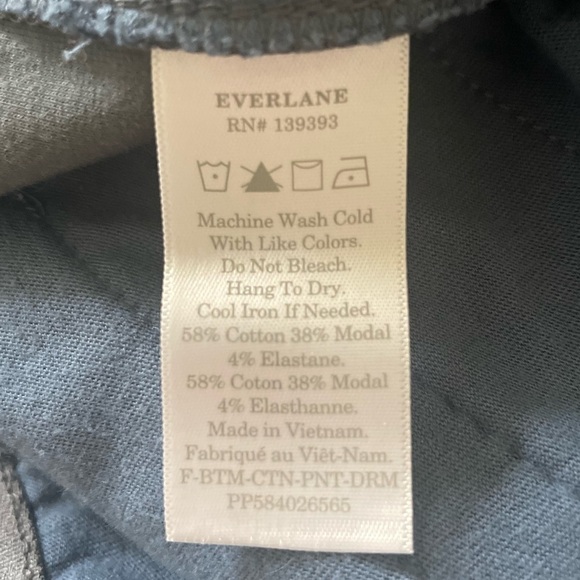 EVERLANE
RN# 139393
Machine Wash Cold
With Like Colors.
Do Not Bleach.
Hang To Dry.
Cool Iron If Needed.
58% Cotton 38% Modal
4% Elastane.
58% Coton 38% Modal
4% Elasthanne.
Made in Vietnam.
Fabriqué au Viêt-Nam.
F-BTM-CTN-PNT-DRM
PP584026565